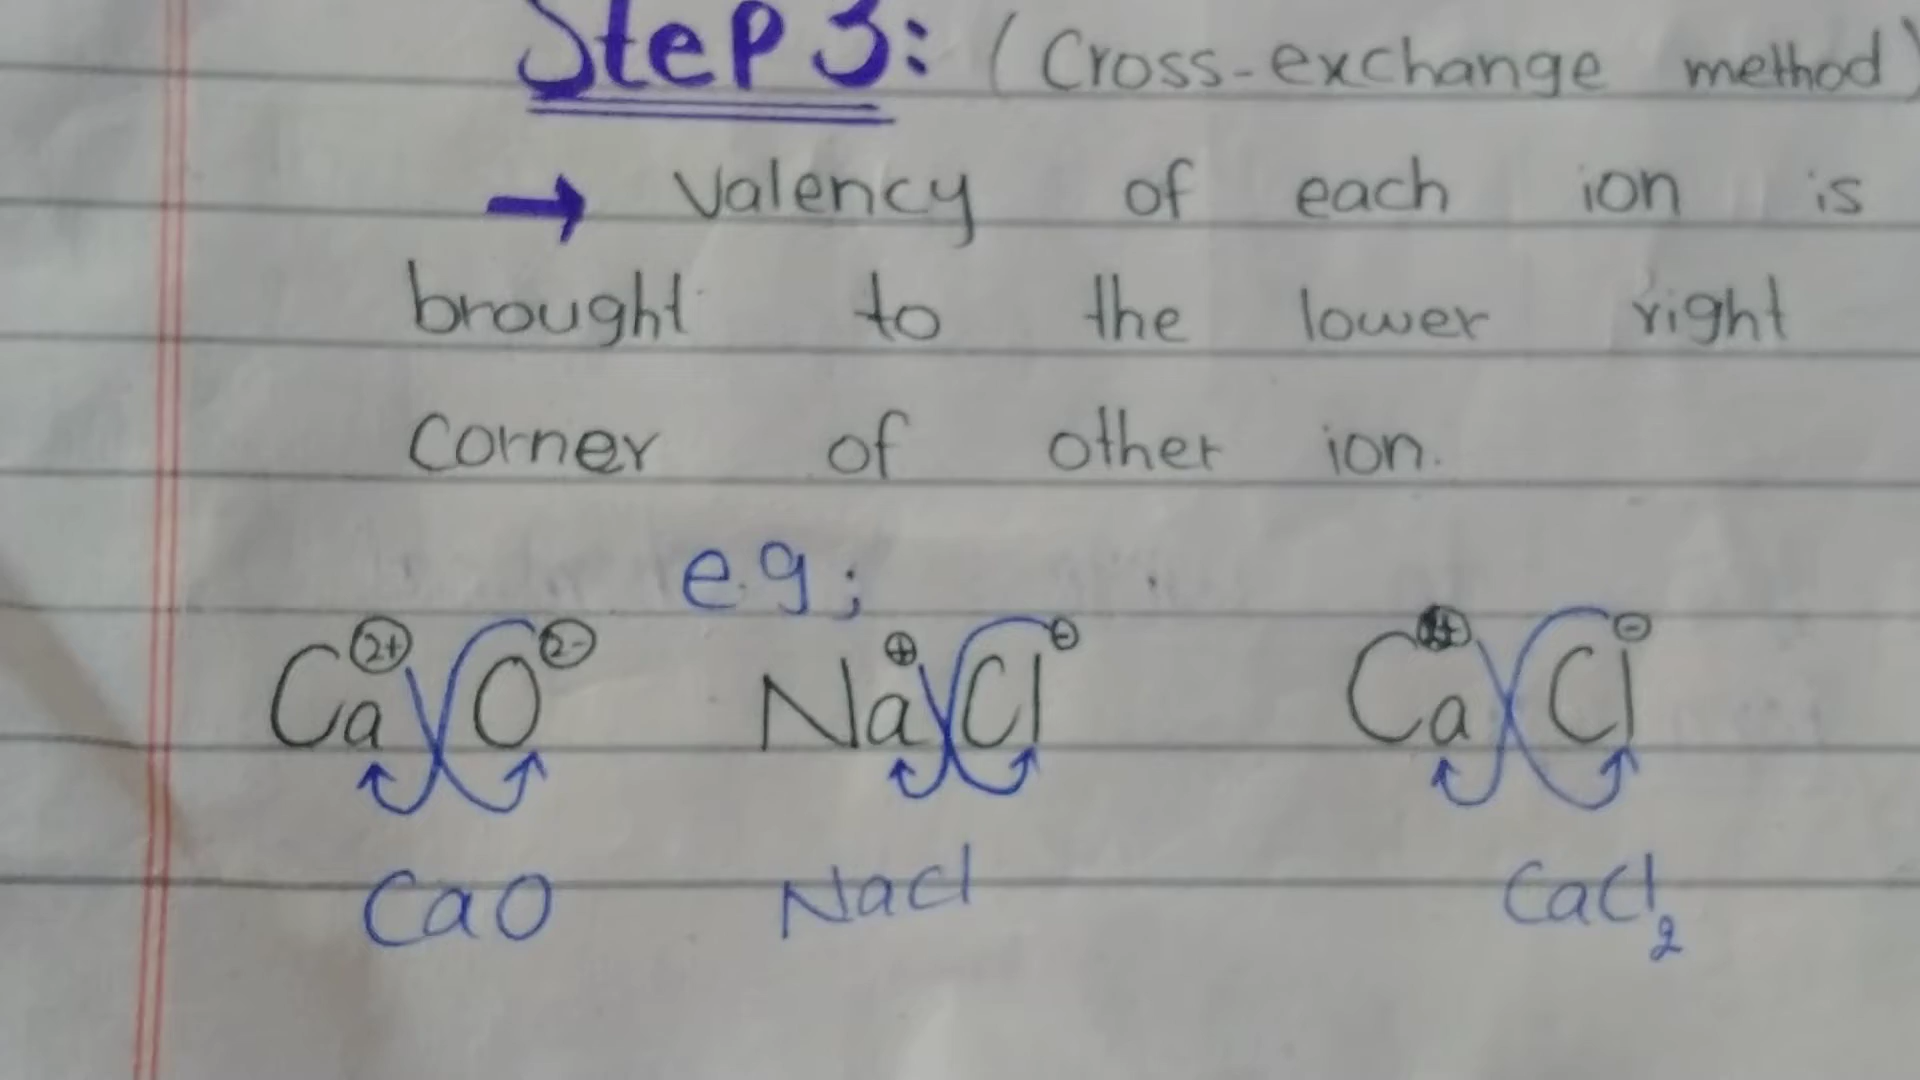 Step 3: (Cross-exchange method)
→ Valency of each ion is
brought to the lower right
corner of other ion.
e.g;
Ca²⁺ O²⁻ Na⁺ Cl⁻ Ca Cl⁻
CaO NaCl CaCl₂